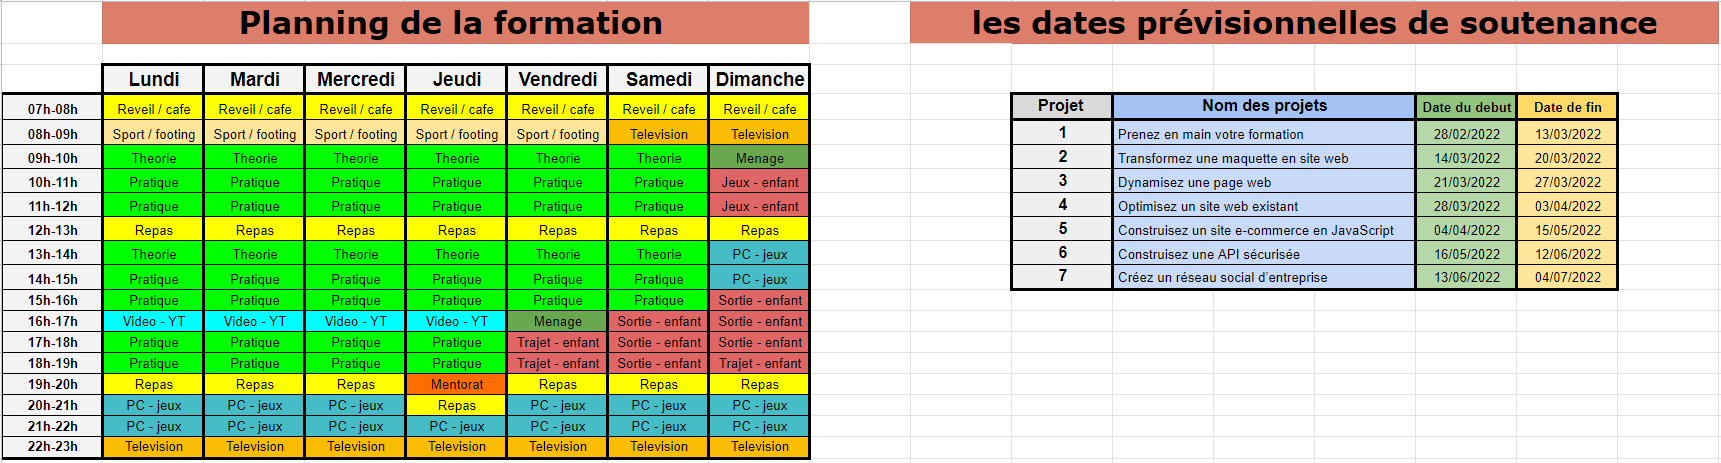 Planning de la formation
les dates prévisionnelles de soutenance
Lundi Mardi Mercredi Jeudi Vendredi Samedi Dimanche
07h-08h Reveil / cafe Reveil / cafe Reveil / cafe Reveil / cafe Reveil / cafe Reveil / cafe Reveil / cafe
08h-09h Sport / footing Sport / footing Sport / footing Sport / footing Sport / footing Television Television
09h-10h Theorie Theorie Theorie Theorie Theorie Theorie Menage
10h-11h Pratique Pratique Pratique Pratique Pratique Pratique Jeux - enfant
11h-12h Pratique Pratique Pratique Pratique Pratique Pratique Jeux - enfant
12h-13h Repas Repas Repas Repas Repas Repas Repas
13h-14h Theorie Theorie Theorie Theorie Theorie Theorie PC - jeux
14h-15h Pratique Pratique Pratique Pratique Pratique Pratique PC - jeux
15h-16h Pratique Pratique Pratique Pratique Pratique Pratique Sortie - enfant
16h-17h Video - YT Video - YT Video - YT Video - YT Menage Sortie - enfant Sortie - enfant
17h-18h Pratique Pratique Pratique Pratique Trajet - enfant Sortie - enfant Sortie - enfant
18h-19h Pratique Pratique Pratique Pratique Trajet - enfant Sortie - enfant Trajet - enfant
19h-20h Repas Repas Repas Mentorat Repas Repas Repas
20h-21h PC - jeux PC - jeux PC - jeux Repas PC - jeux PC - jeux PC - jeux
21h-22h PC - jeux PC - jeux PC - jeux PC - jeux PC - jeux PC - jeux PC - jeux
22h-23h Television Television Television Television Television Television Television
Projet Nom des projets Date du debut Date de fin
1 Prenez en main votre formation 28/02/2022 13/03/2022
2 Transformez une maquette en site web 14/03/2022 20/03/2022
3 Dynamisez une page web 21/03/2022 27/03/2022
4 Optimisez un site web existant 28/03/2022 03/04/2022
5 Construisez un site e-commerce en JavaScript 04/04/2022 15/05/2022
6 Construisez une API sécurisée 16/05/2022 12/06/2022
7 Créez un réseau social d'entreprise 13/06/2022 04/07/2022